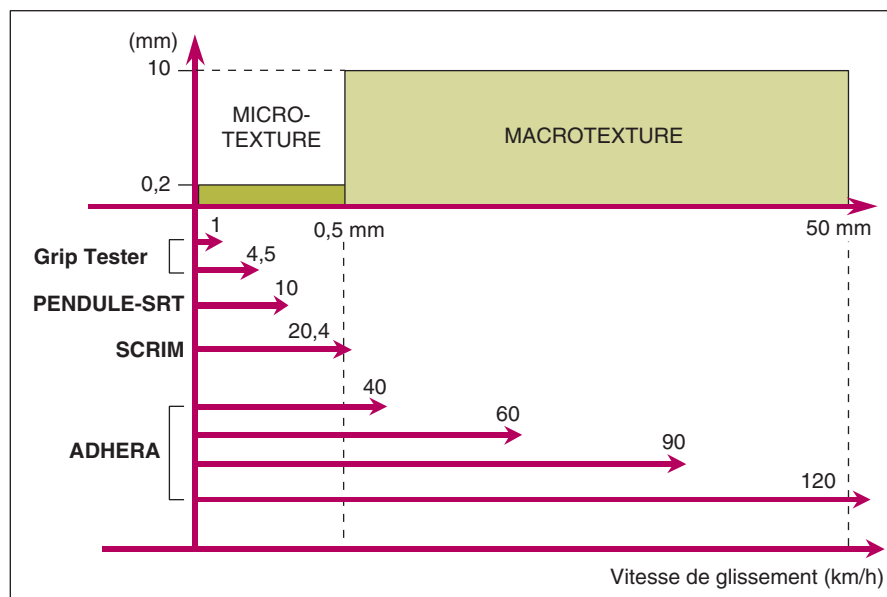 (mm)
10
MICRO-
TEXTURE
MACROTEXTURE
0,2
0,5 mm
50 mm
1
Grip Tester
4,5
PENDULE-SRT
10
SCRIM
20,4
40
60
ADHERA
90
120
Vitesse de glissement (km/h)